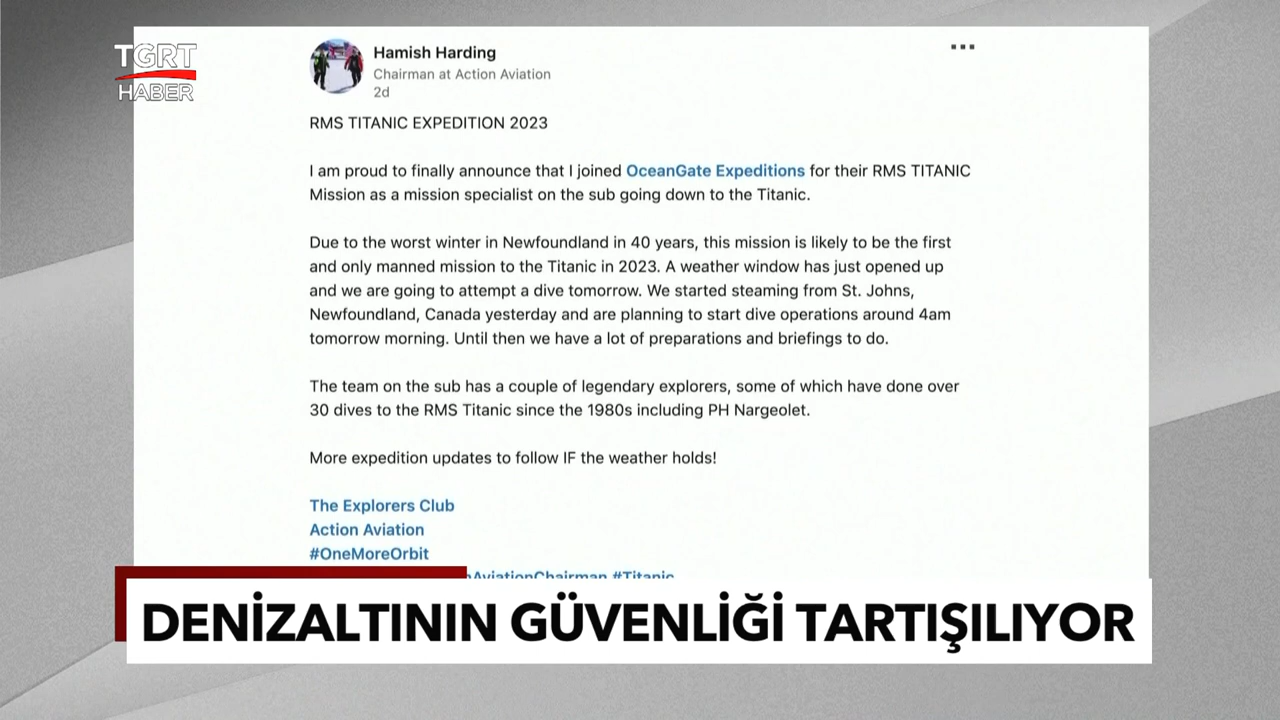 TGRT
HABER
Hamish Harding
Chairman at Action Aviation
2d
RMS TITANIC EXPEDITION 2023
I am proud to finally announce that I joined OceanGate Expeditions for their RMS TITANIC
Mission as a mission specialist on the sub going down to the Titanic.
Due to the worst winter in Newfoundland in 40 years, this mission is likely to be the first
and only manned mission to the Titanic in 2023. A weather window has just opened up
and we are going to attempt a dive tomorrow. We started steaming from St. Johns,
Newfoundland, Canada yesterday and are planning to start dive operations around 4am
tomorrow morning. Until then we have a lot of preparations and briefings to do.
The team on the sub has a couple of legendary explorers, some of which have done over
30 dives to the RMS Titanic since the 1980s including PH Nargeolet.
More expedition updates to follow IF the weather holds!
The Explorers Club
Action Aviation
#OneMoreOrbit
AviationChairman #Titanic
DENİZALTININ GÜVENLİĞİ TARTIŞILIYOR